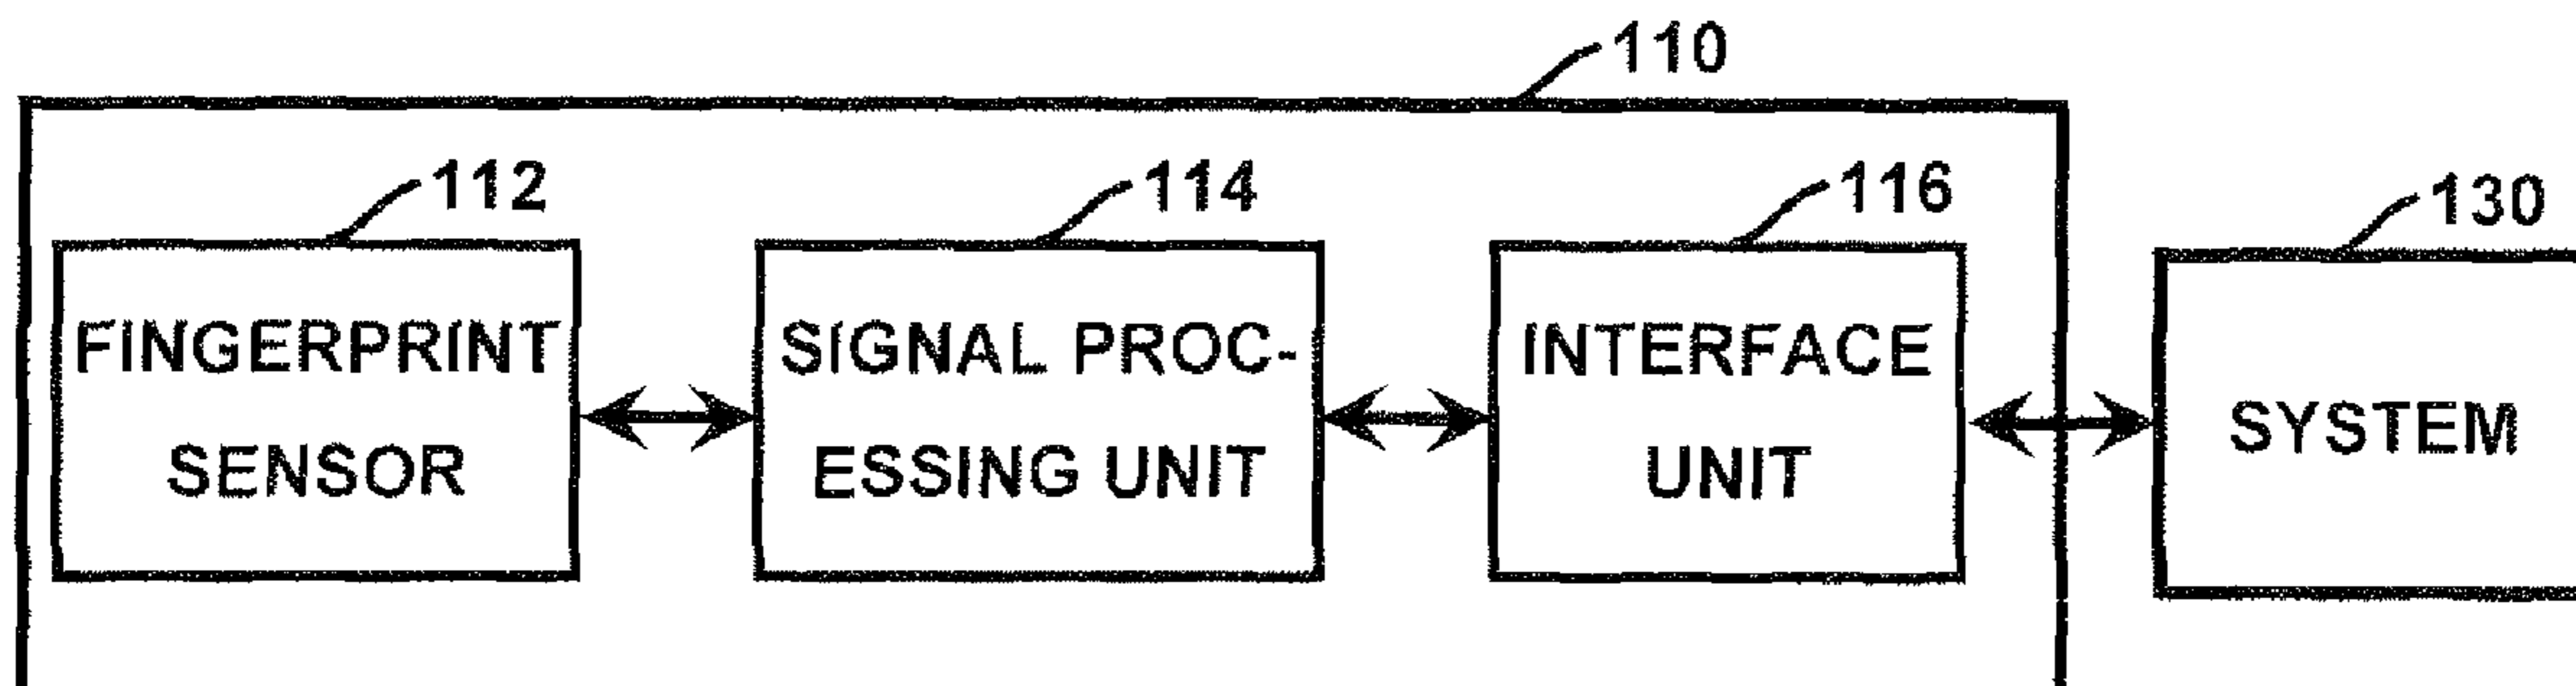 110
112
114
116
130
FINGERPRINT
SENSOR
SIGNAL PROC-
ESSING UNIT
INTERFACE
UNIT
SYSTEM